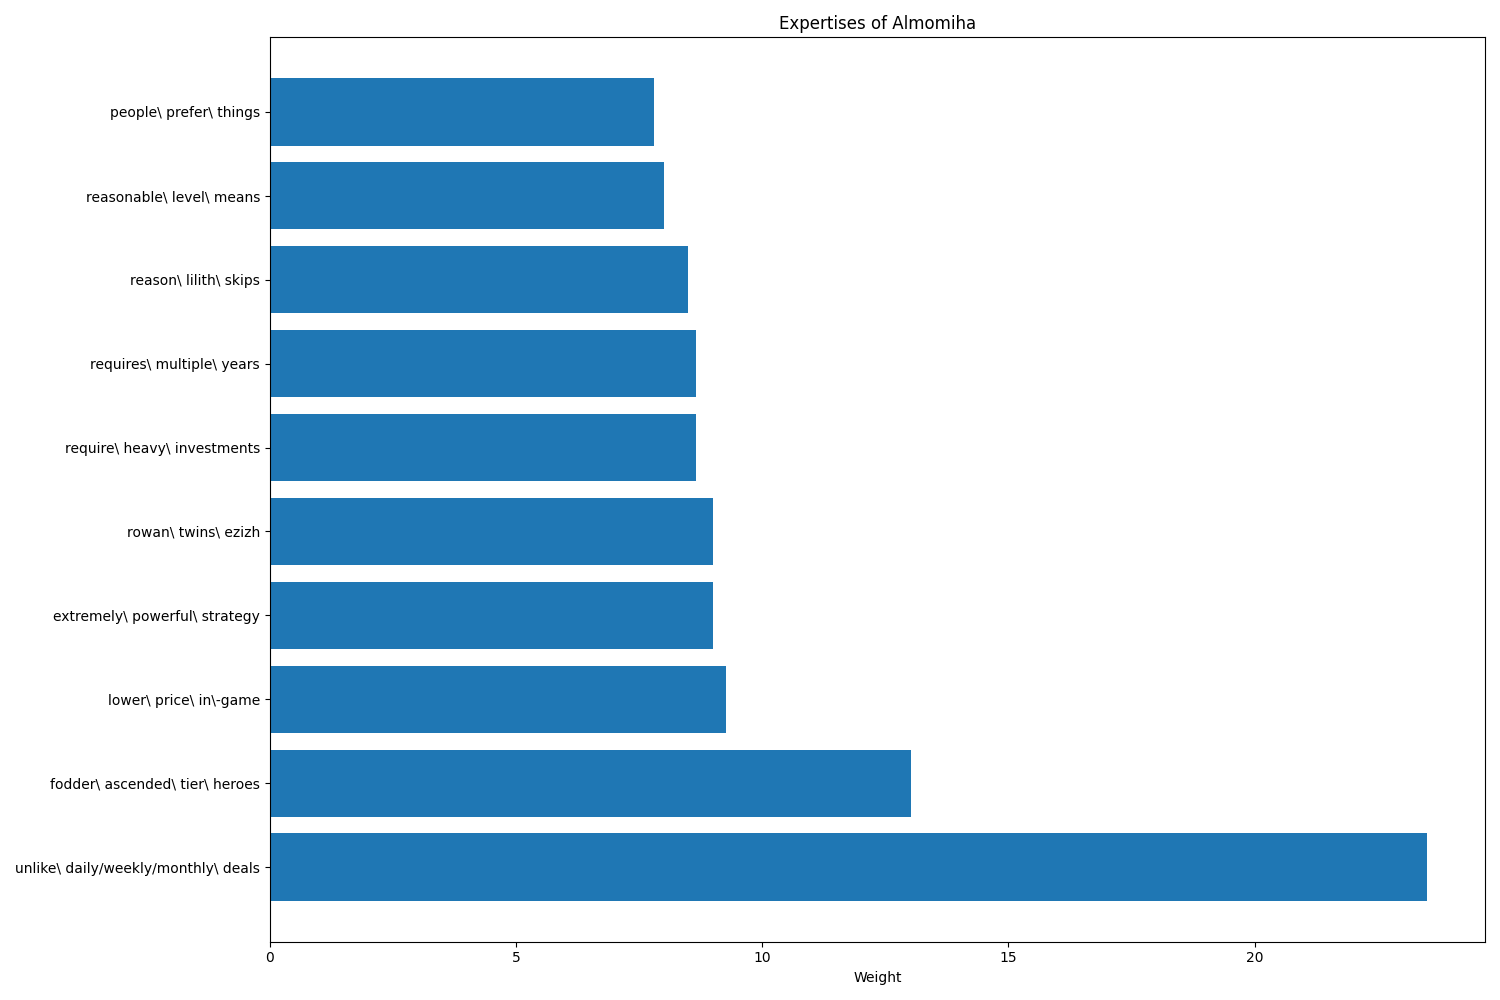 Expertises of Almomiha
people\ prefer\ things
reasonable\ level\ means
reason\ lilith\ skips
requires\ multiple\ years
require\ heavy\ investments
rowan\ twins\ ezizh
extremely\ powerful\ strategy
lower\ price\ in\-game
fodder\ ascended\ tier\ heroes
unlike\ daily/weekly/monthly\ deals
0 5 10 15 20
Weight